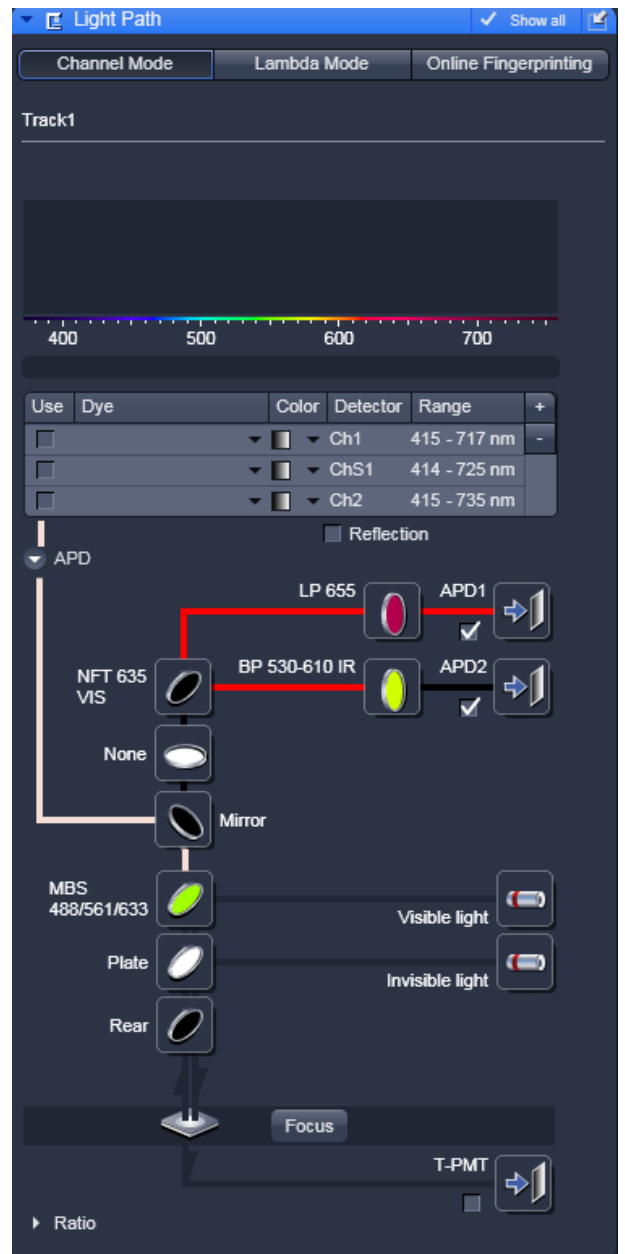 Light Path Show all
Channel Mode Lambda Mode Online Fingerprinting
Track1
400 500 600 700
Use Dye Color Detector Range +
Ch1 415 - 717 nm -
ChS1 414 - 725 nm
Ch2 415 - 735 nm
Reflection
APD
LP 655 APD1
NFT 635
VIS
BP 530-610 IR APD2
None
Mirror
MBS
488/561/633
Visible light
Plate
Invisible light
Rear
Focus
T-PMT
Ratio